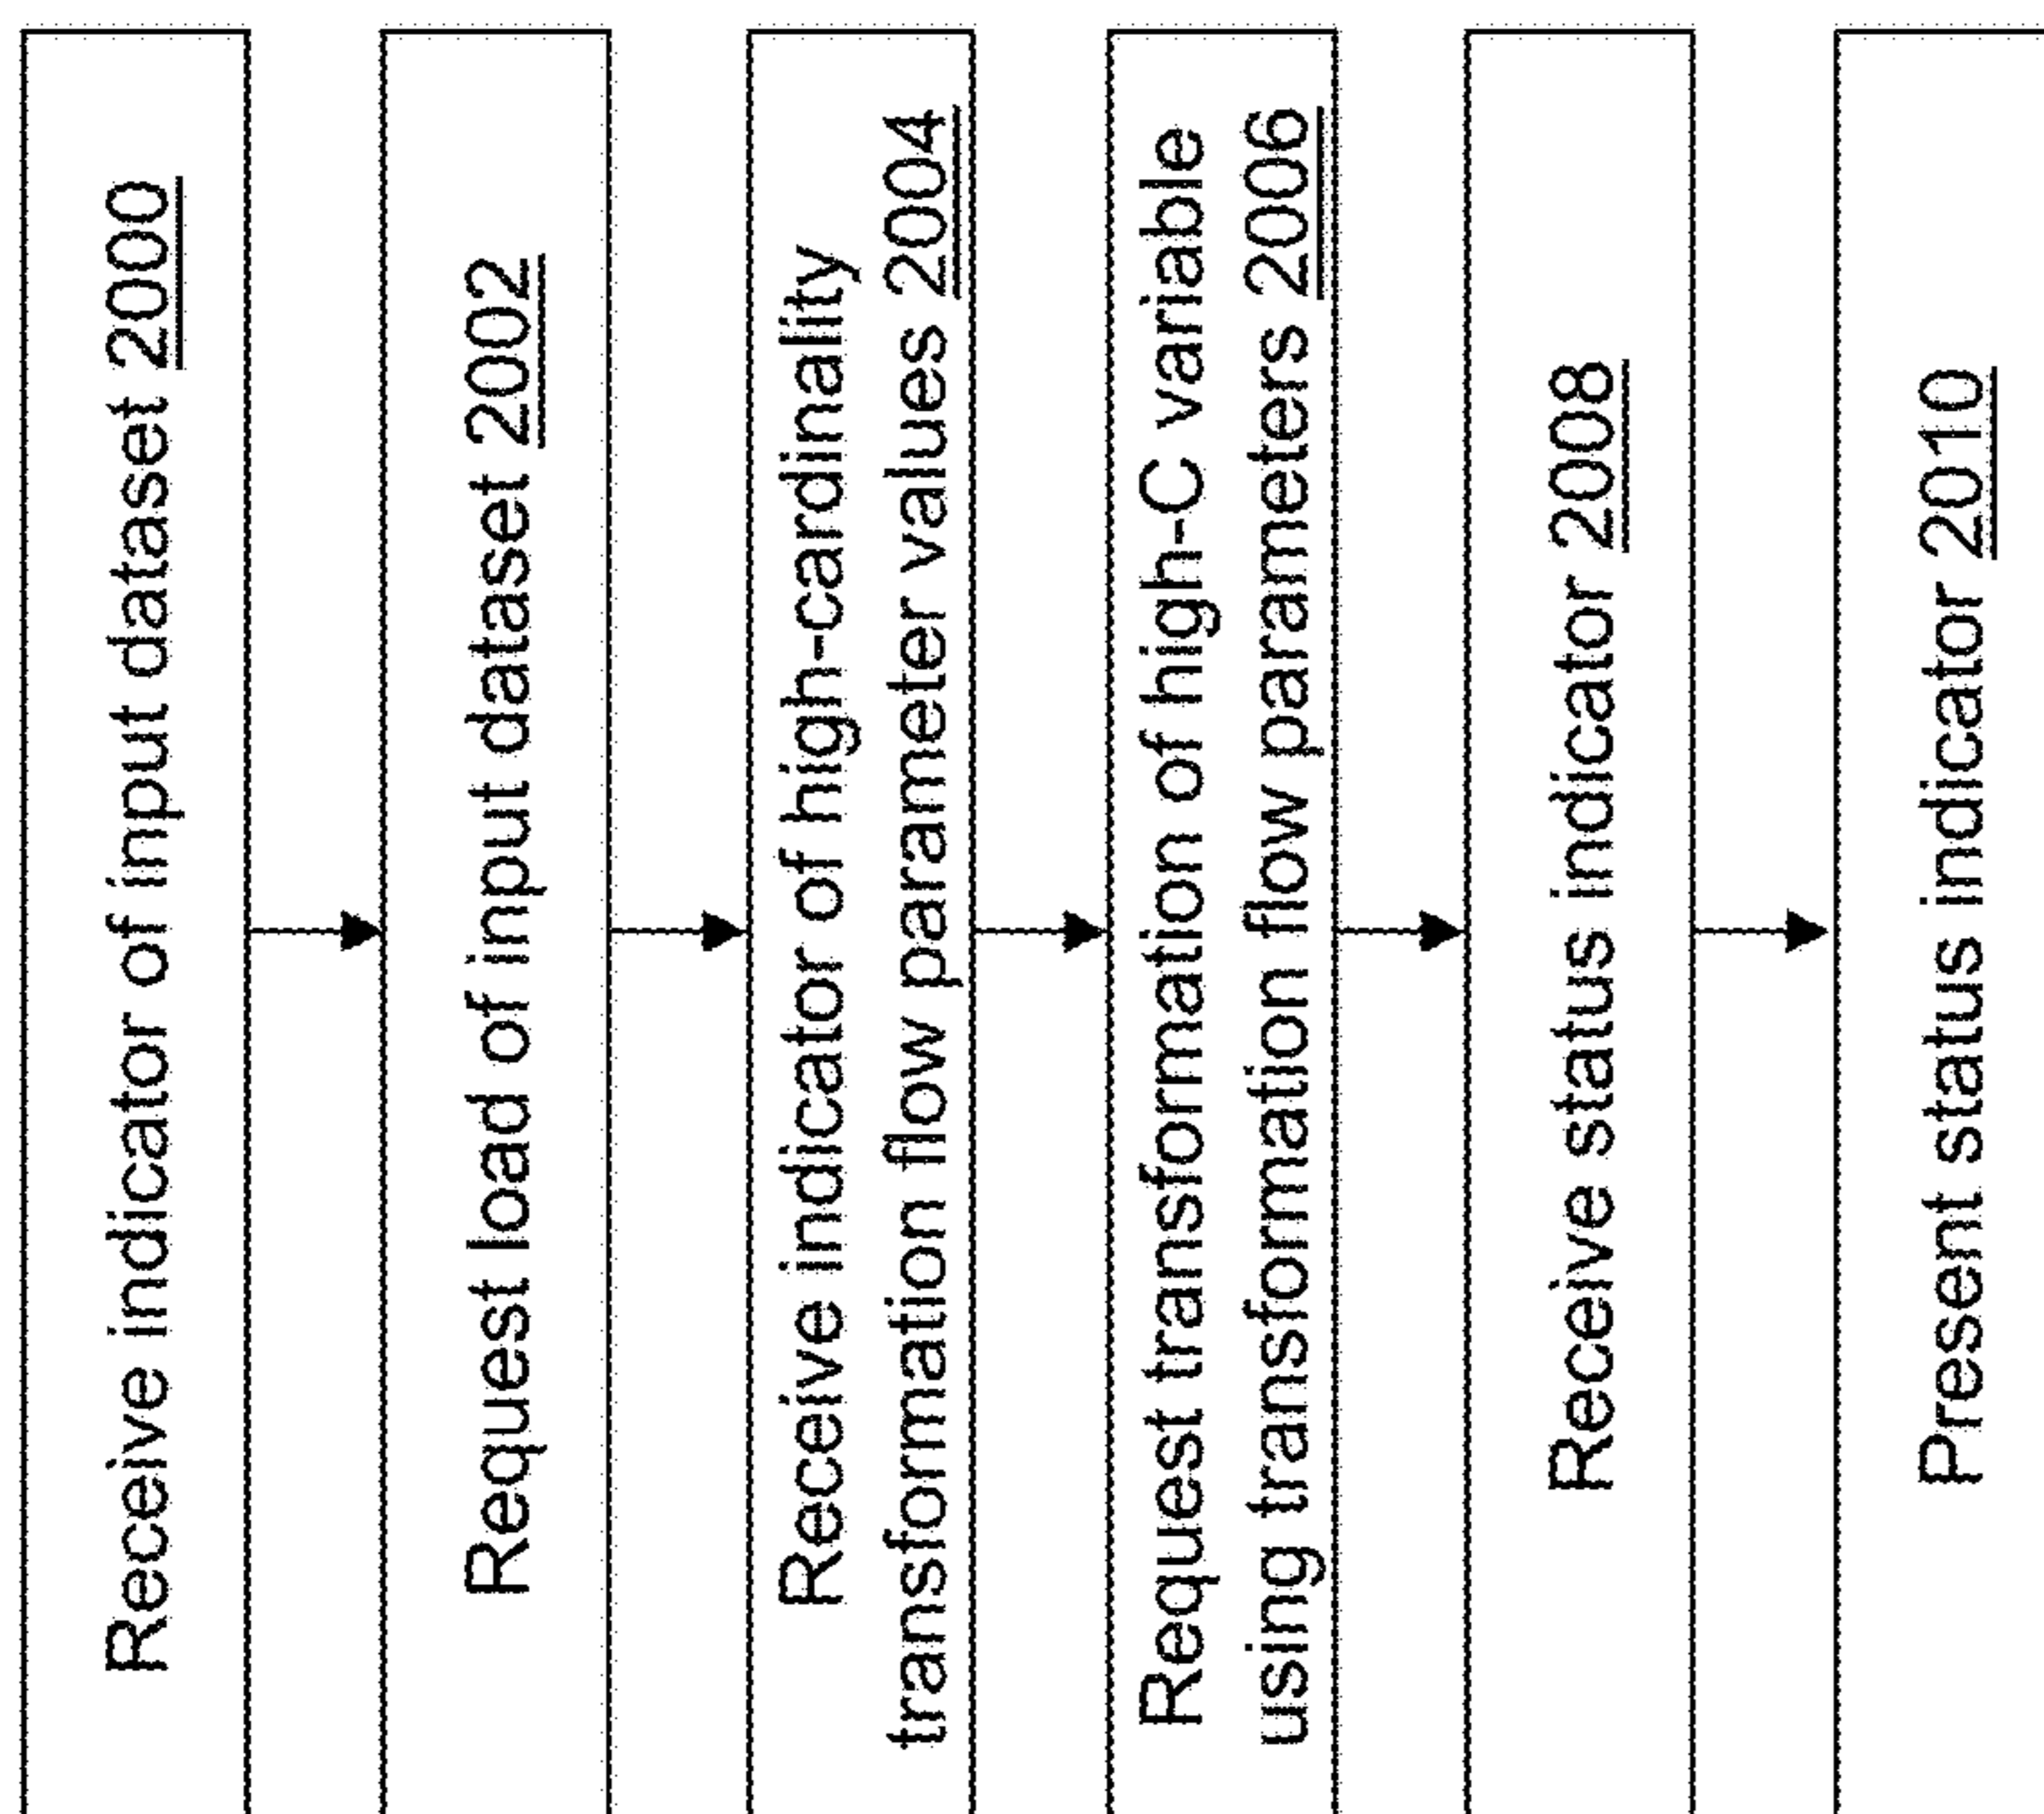 Receive indicator of input dataset 2000
Request load of input dataset 2002
Receive indicator of high-cardinality
transformation flow parameter values 2004
Request transformation of high-C variable
using transformation flow parameters 2006
Receive status indicator 2008
Present status indicator 2010